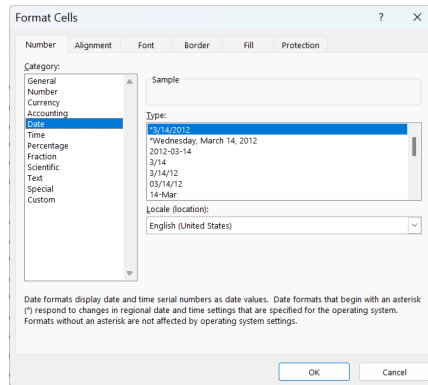 Format Cells
?
Number
Alignment
Font
Border
Fill
Protection
Category:
General
Number
Currency
Accounting
Date
Time
Percentage
Fraction
Scientific
Text
Special
Custom
Sample
Type:
*3/14/2012
*Wednesday, March 14, 2012
2012-03-14
3/14
3/14/12
03/14/12
14-Mar
Locale (location):
English (United States)
Date formats display date and time serial numbers as date values.  Date formats that begin with an asterisk
(*) respond to changes in regional date and time settings that are specified for the operating system.
Formats without an asterisk are not affected by operating system settings.
OK
Cancel